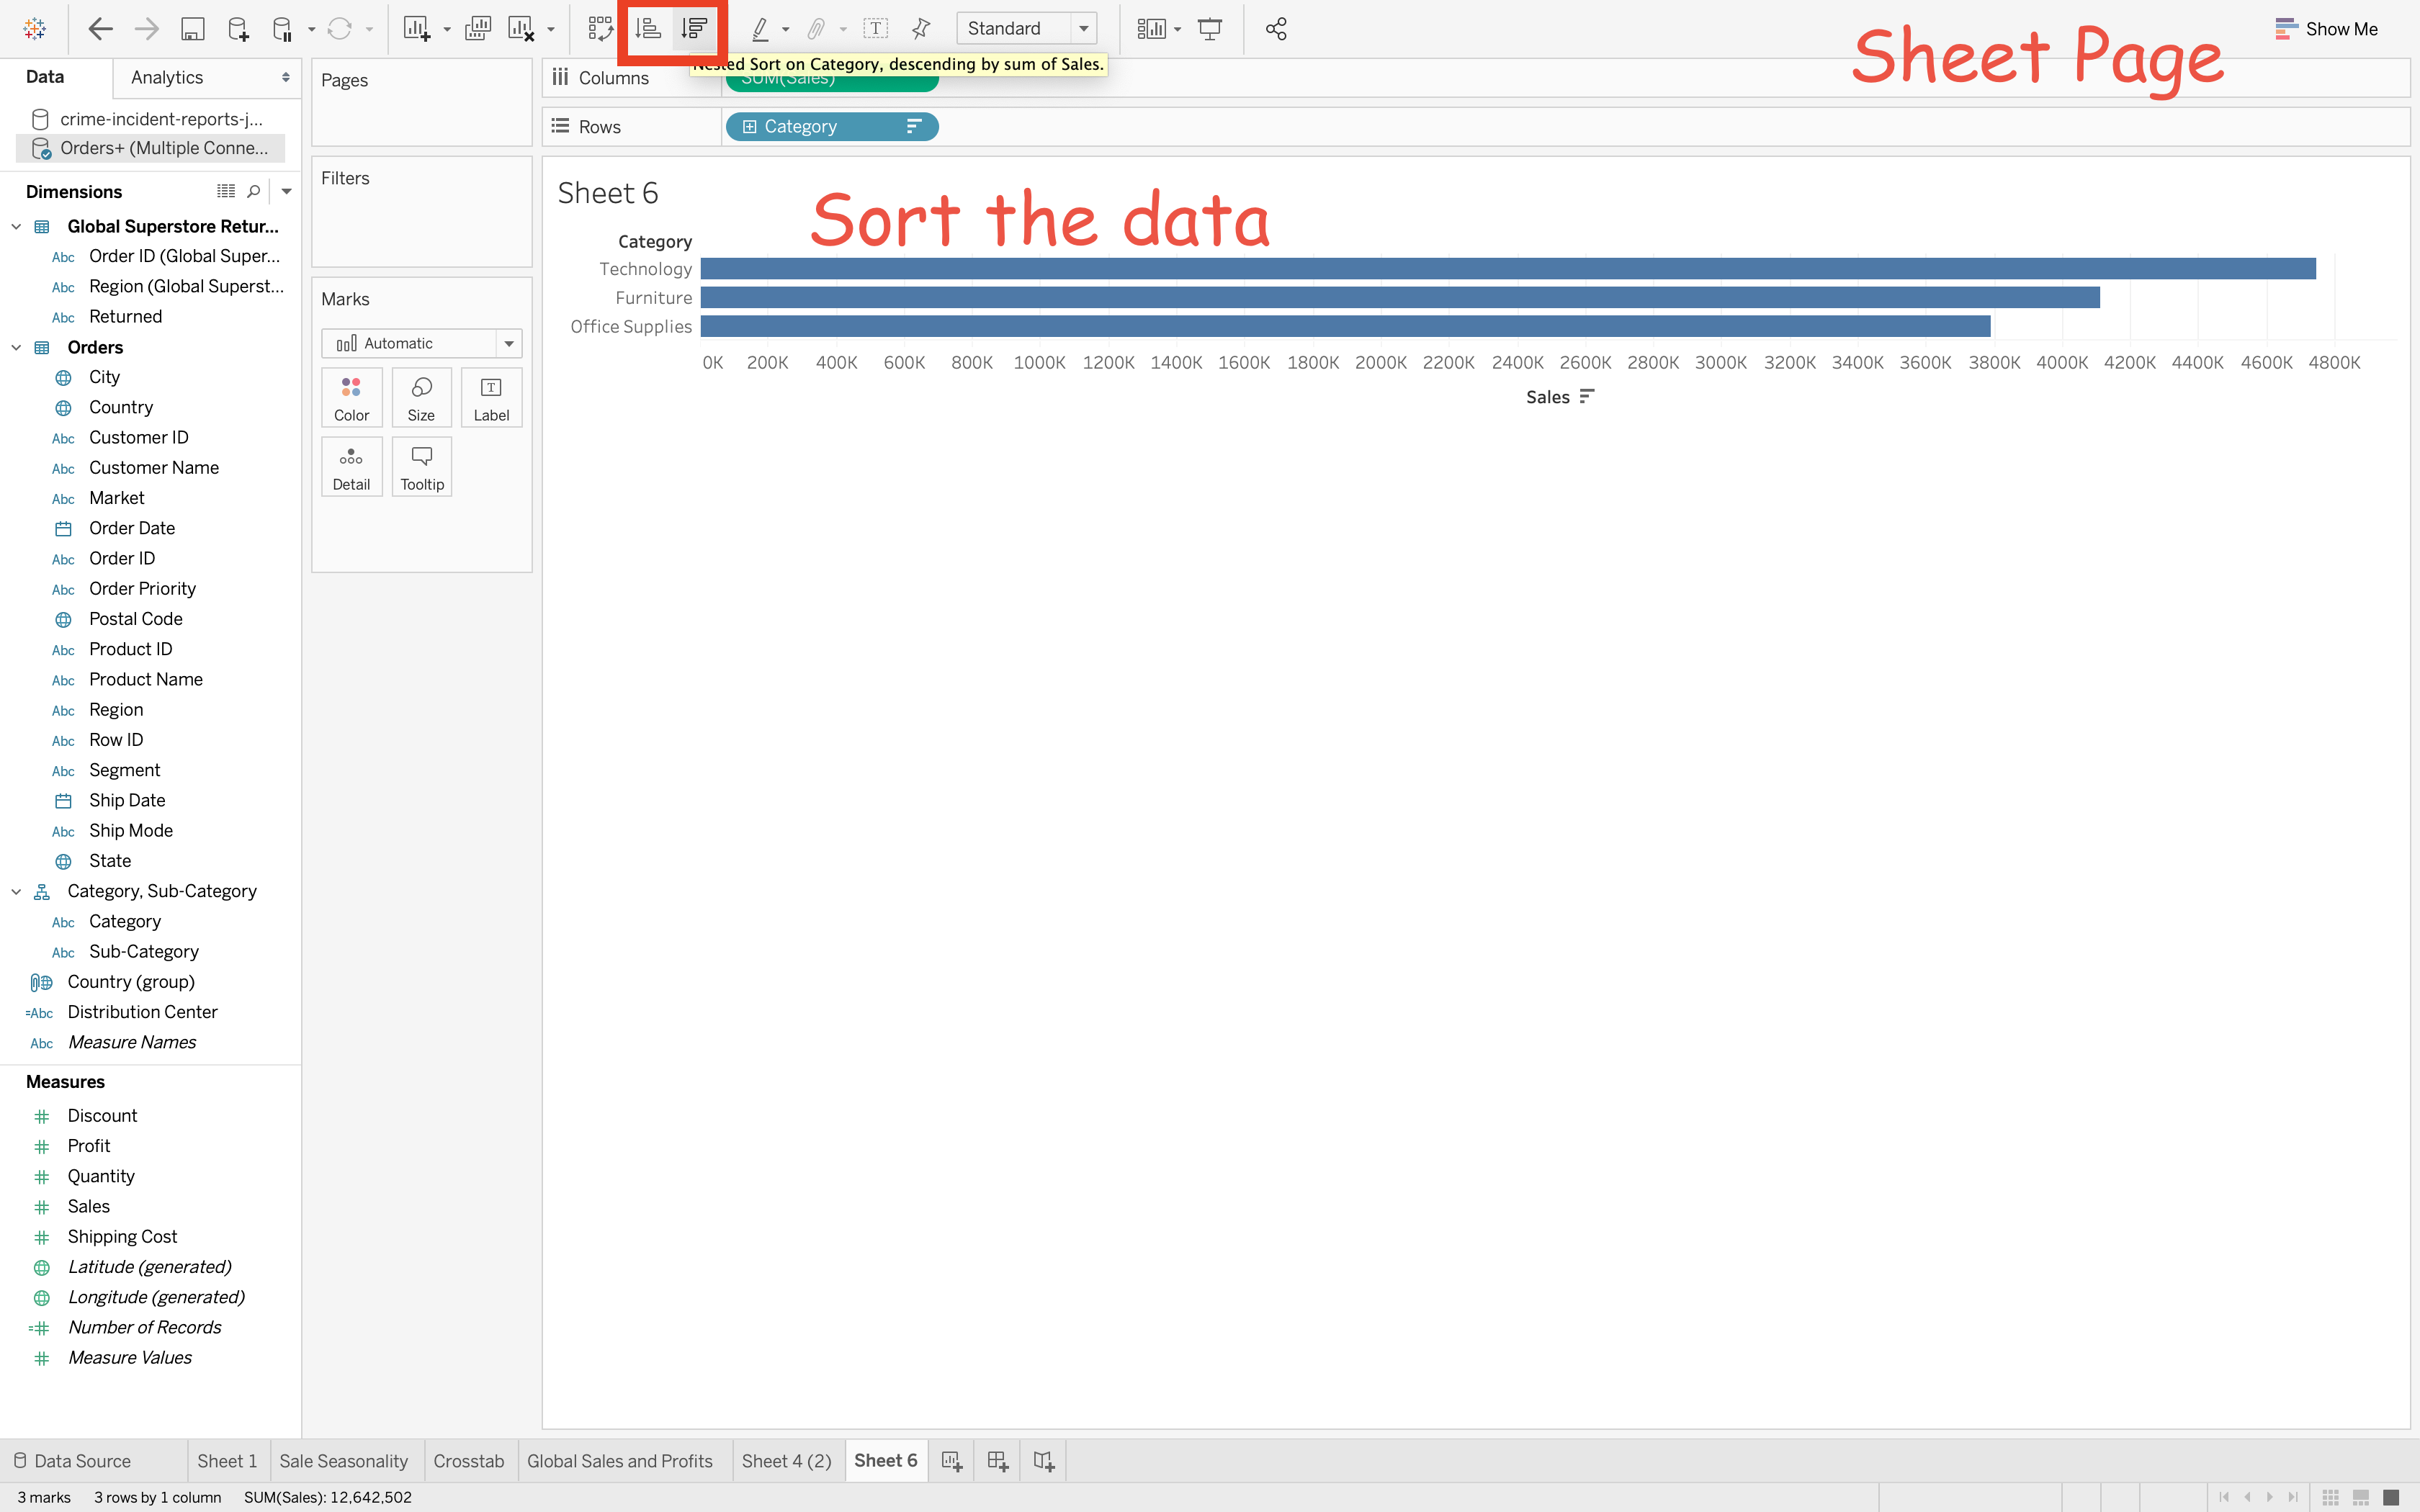 Standard
Show Me
Sheet Page
Nested Sort on Category, descending by sum of Sales.
Data
Analytics
Pages
Columns
SUM(Sales)
crime-incident-reports-j...
Orders+ (Multiple Conne...
Rows
Category
Filters
Dimensions
Sheet 6
Sort the data
Global Superstore Retur...
Abc Order ID (Global Super...
Abc Region (Global Superst...
Abc Returned
Orders
City
Country
Abc Customer ID
Abc Customer Name
Abc Market
Order Date
Abc Order ID
Abc Order Priority
Postal Code
Abc Product ID
Abc Product Name
Abc Region
Abc Row ID
Abc Segment
Ship Date
Abc Ship Mode
State
Category, Sub-Category
Abc Category
Abc Sub-Category
Country (group)
=Abc Distribution Center
Abc Measure Names
Measures
# Discount
# Profit
# Quantity
# Sales
# Shipping Cost
Latitude (generated)
Longitude (generated)
=# Number of Records
# Measure Values
Marks
Automatic
Color
Size
T
Label
Detail
Tooltip
Category
Technology
Furniture
Office Supplies
0K 200K 400K 600K 800K 1000K 1200K 1400K 1600K 1800K 2000K 2200K 2400K 2600K 2800K 3000K 3200K 3400K 3600K 3800K 4000K 4200K 4400K 4600K 4800K
Sales
Data Source
Sheet 1
Sale Seasonality
Crosstab
Global Sales and Profits
Sheet 4 (2)
Sheet 6
3 marks 3 rows by 1 column SUM(Sales): 12,642,502